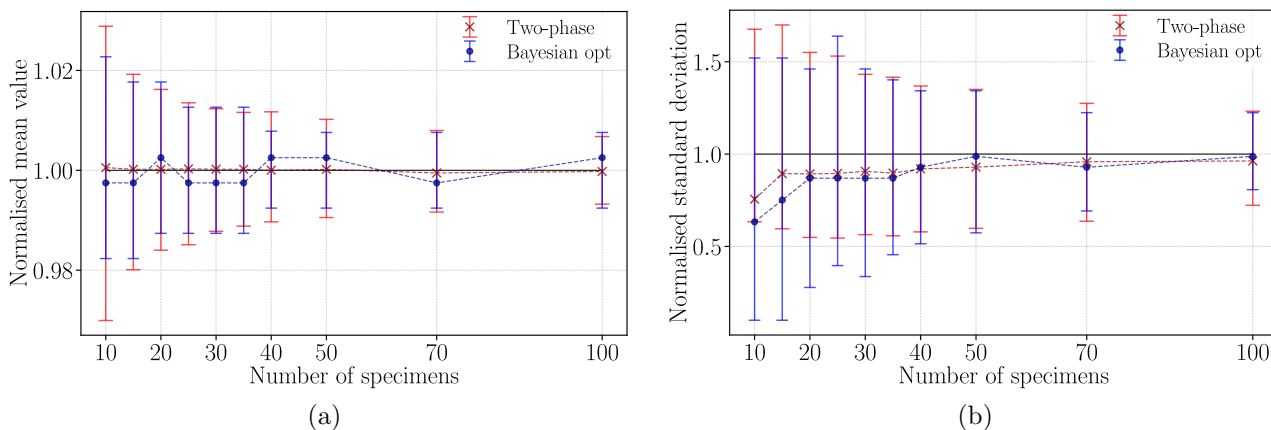 Normalised mean value
1.02
1.00
0.98
Two-phase
Bayesian opt
10 20 30 40 50 70 100
Number of specimens
(a)
Normalised standard deviation
1.5
1.0
0.5
Two-phase
Bayesian opt
10 20 30 40 50 70 100
Number of specimens
(b)